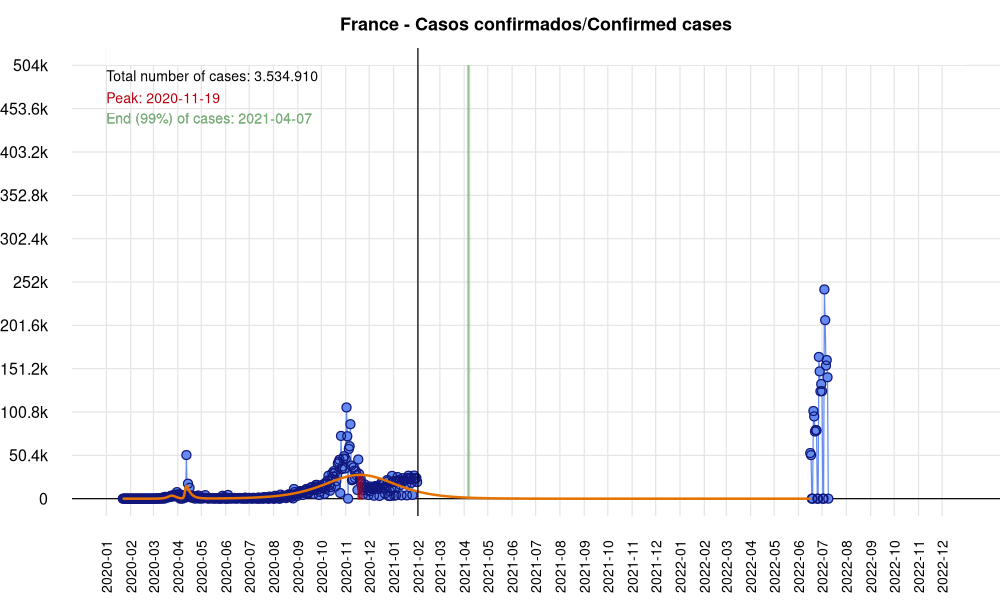 France - Casos confirmados/Confirmed cases
Total number of cases: 3.534.910
Peak: 2020-11-19
End (99%) of cases: 2021-04-07
504k
453.6k
403.2k
352.8k
302.4k
252k
201.6k
151.2k
100.8k
50.4k
0
2020-01
2020-02
2020-03
2020-04
2020-05
2020-06
2020-07
2020-08
2020-09
2020-10
2020-11
2020-12
2021-01
2021-02
2021-03
2021-04
2021-05
2021-06
2021-07
2021-08
2021-09
2021-10
2021-11
2021-12
2022-01
2022-02
2022-03
2022-04
2022-05
2022-06
2022-07
2022-08
2022-09
2022-10
2022-11
2022-12